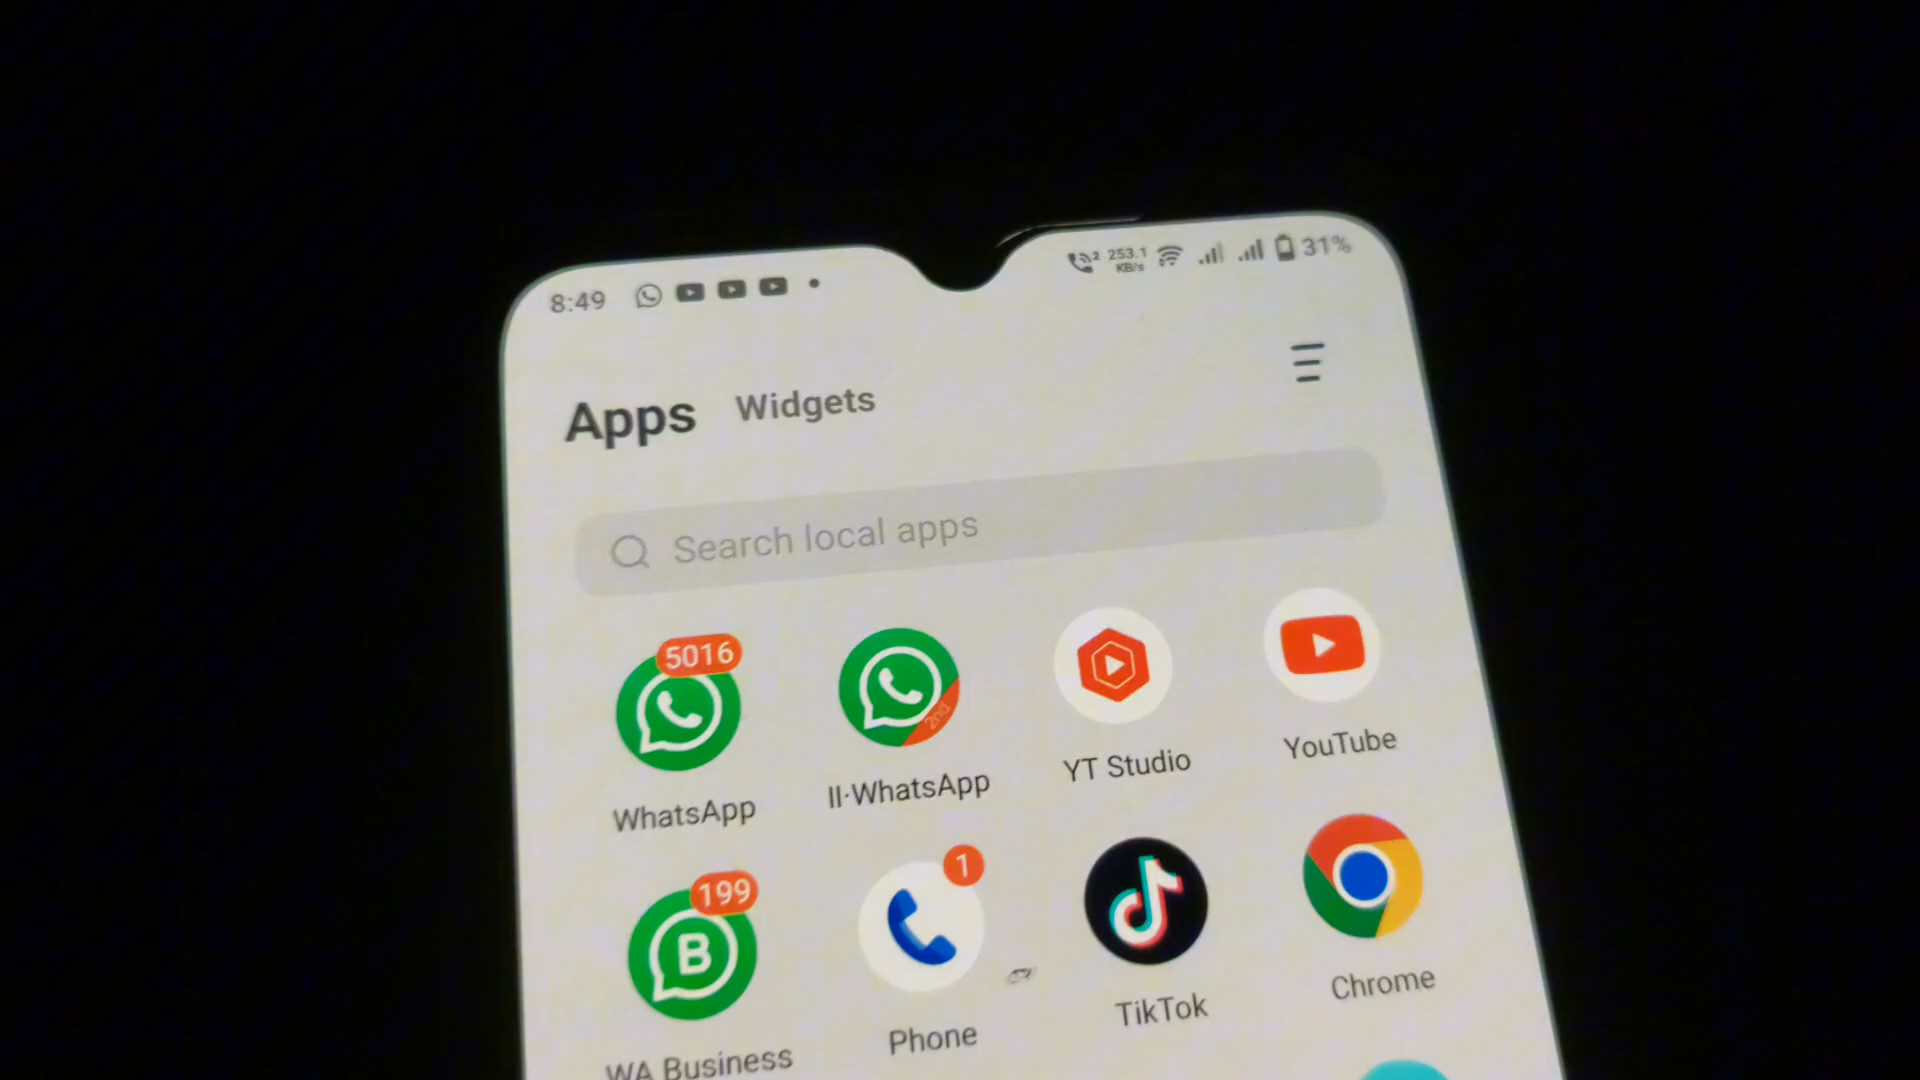 8:49
2 253.1 KB/s 31%
Apps Widgets
Search local apps
5016
2nd
WhatsApp II·WhatsApp YT Studio YouTube
199 1
B
WA Business Phone TikTok Chrome